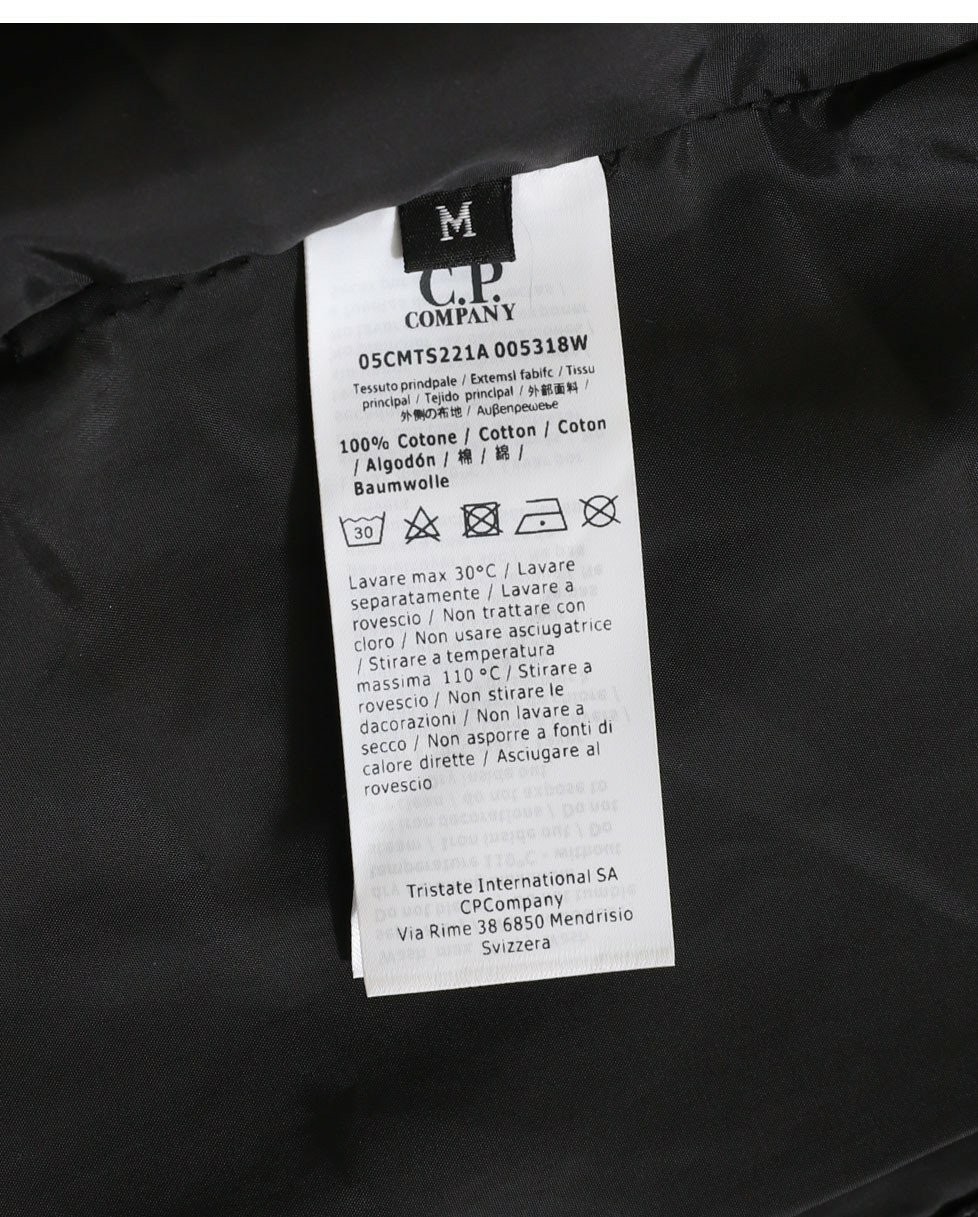 M
C.P.
COMPANY
05CMTS221A 005318W
Tessuto prindpale / Extemsl fabifc / Tissu
principal / Tejido principal / 外部面料 /
外側の布地 / Außenpewebe
100% Cotone / Cotton / Coton
/ Algodón / 棉 / 綿 /
Baumwolle
30
Lavare max 30°C / Lavare
separatamente / Lavare a
rovescio / Non trattare con
cloro / Non usare asciugatrice
/ Stirare a temperatura
massima 110 °C / Stirare a
rovescio / Non stirare le
dacorazioni / Non lavare a
secco / Non asporre a fonti di
calore dirette / Asciugare al
rovescio
Tristate International SA
CPCompany
Via Rime 38 6850 Mendrisio
Svizzera